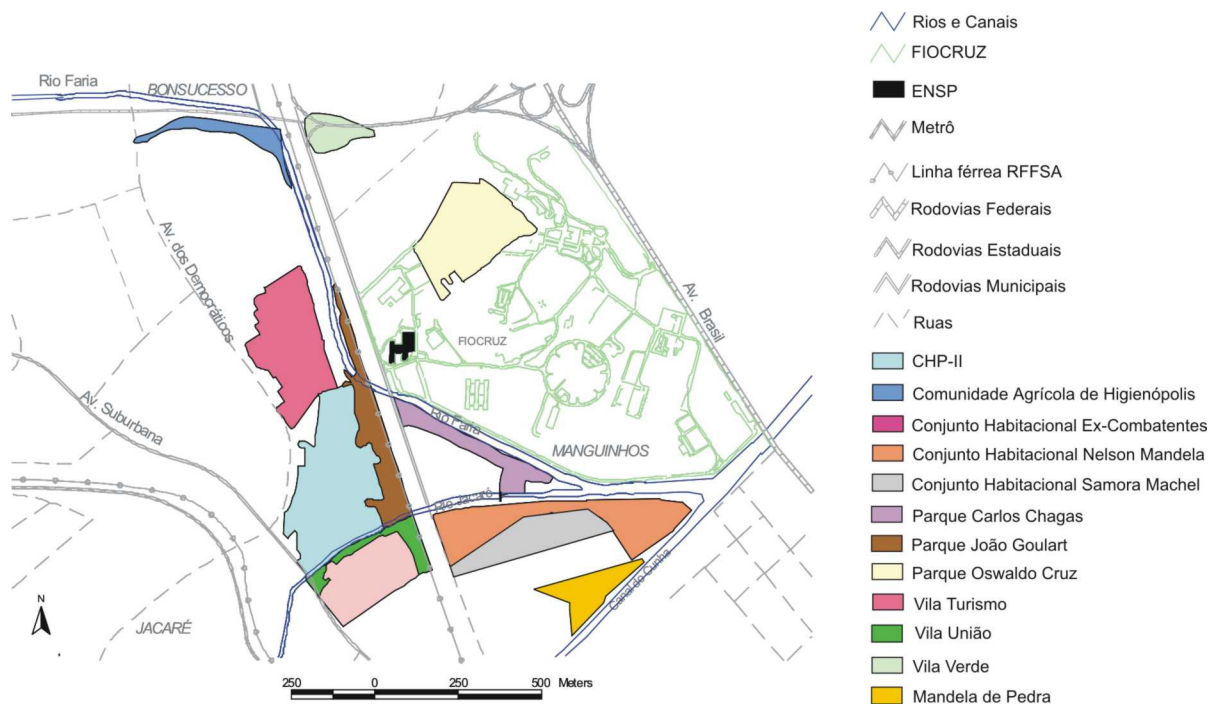 Rio Faria
BONSUCESSO
Av. dos Democráticos
Av. Suburbana
FIOCRUZ
Av. Brasil
Rio Farra
MANGUINHOS
Rio Jacaré
Canal do Cunha
JACARÉ
N
250 0 250 500 Meters
Rios e Canais
FIOCRUZ
ENSP
Metrô
Linha férrea RFFSA
Rodovias Federais
Rodovias Estaduais
Rodovias Municipais
Ruas
CHP-II
Comunidade Agrícola de Higienópolis
Conjunto Habitacional Ex-Combatentes
Conjunto Habitacional Nelson Mandela
Conjunto Habitacional Samora Machel
Parque Carlos Chagas
Parque João Goulart
Parque Oswaldo Cruz
Vila Turismo
Vila União
Vila Verde
Mandela de Pedra